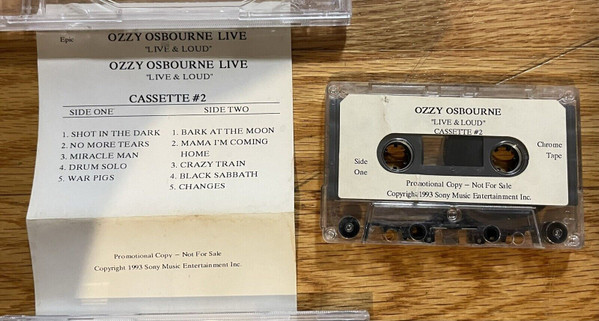 Epic
OZZY OSBOURNE LIVE
"LIVE & LOUD"
OZZY OSBOURNE LIVE
"LIVE & LOUD"
CASSETTE #2
SIDE ONE
1. SHOT IN THE DARK
2. NO MORE TEARS
3. MIRACLE MAN
4. DRUM SOLO
5. WAR PIGS
SIDE TWO
1. BARK AT THE MOON
2. MAMA I'M COMING
HOME
3. CRAZY TRAIN
4. BLACK SABBATH
5. CHANGES
Promotional Copy – Not For Sale
Copyright 1993 Sony Music Entertainment Inc.
OZZY OSBOURNE
"LIVE & LOUD"
CASSETTE #2
Side
One
Chrome
Tape
Promotional Copy – Not For Sale
Copyright 1993 Sony Music Entertainment Inc.